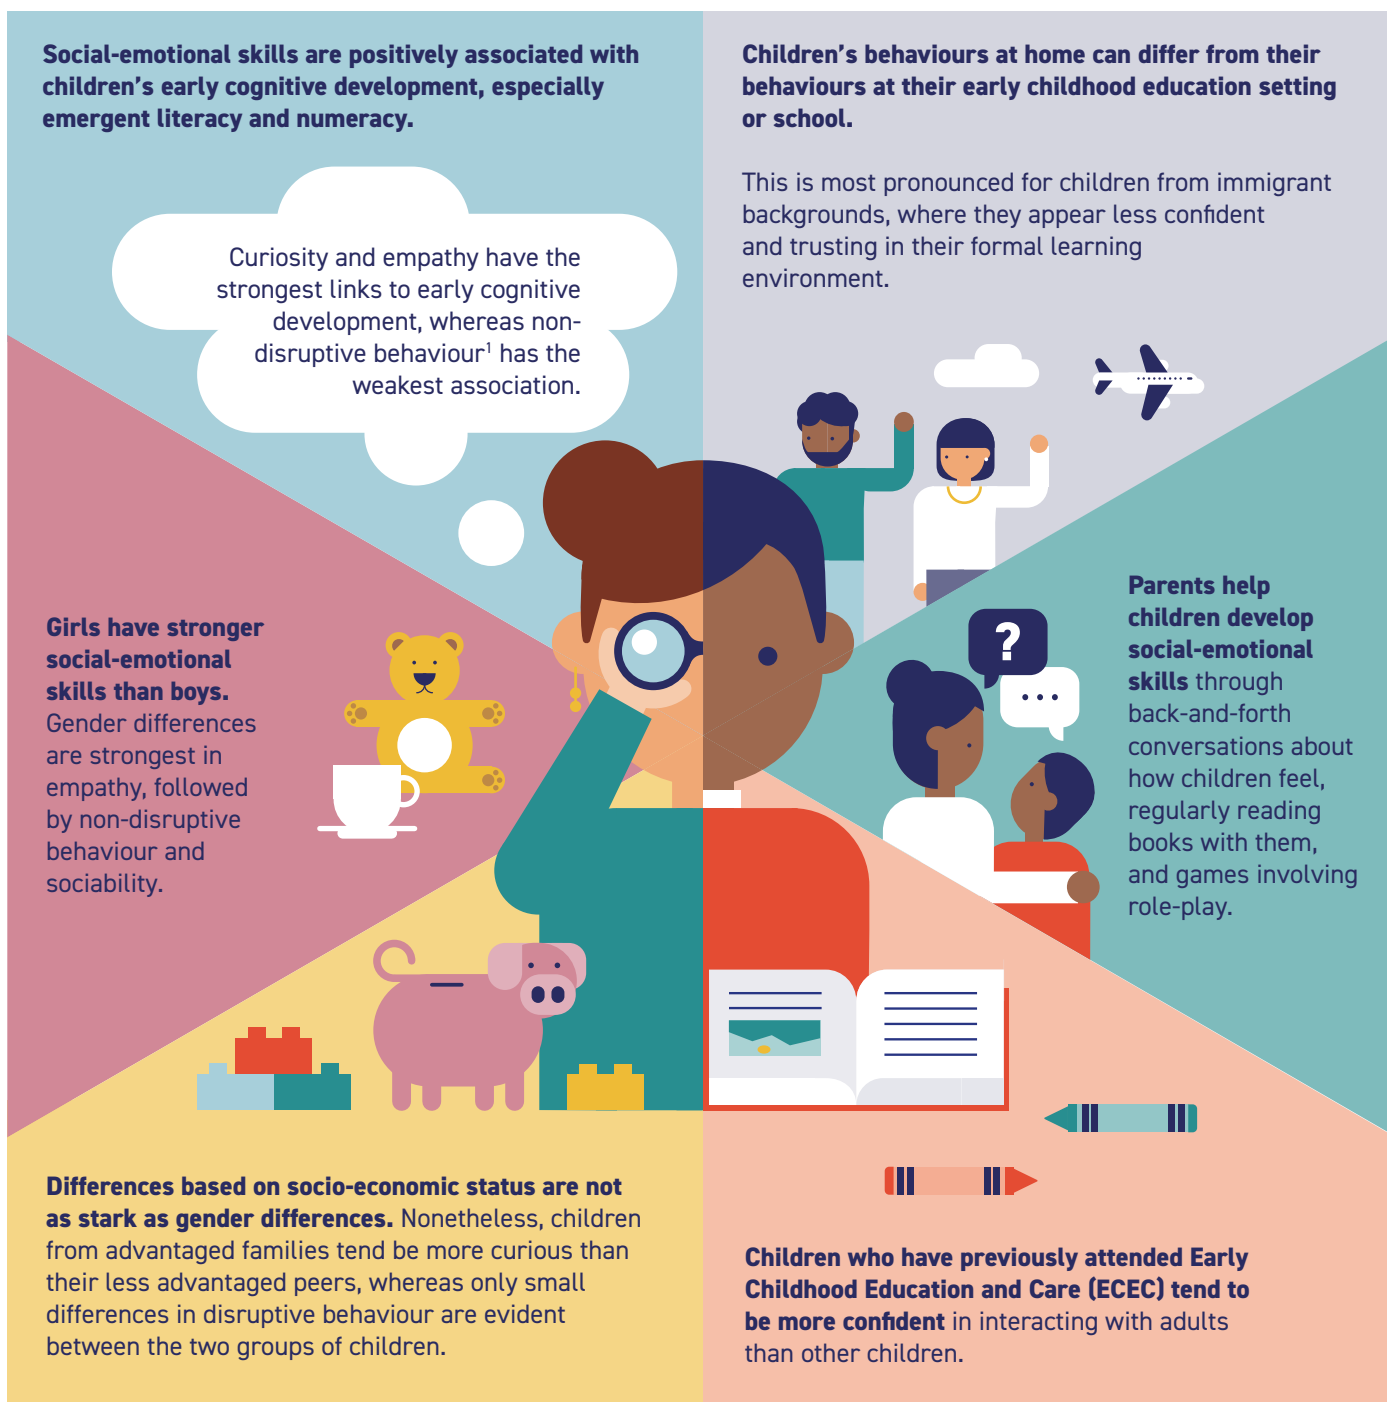 Social-emotional skills are positively associated with
children’s early cognitive development, especially
emergent literacy and numeracy.
Curiosity and empathy have the
strongest links to early cognitive
development, whereas non-
disruptive behaviour¹ has the
weakest association.
Children’s behaviours at home can differ from their
behaviours at their early childhood education setting
or school.
This is most pronounced for children from immigrant
backgrounds, where they appear less confident
and trusting in their formal learning
environment.
Girls have stronger
social-emotional
skills than boys.
Gender differences
are strongest in
empathy, followed
by non-disruptive
behaviour and
sociability.
?
...
Parents help
children develop
social-emotional
skills through
back-and-forth
conversations about
how children feel,
regularly reading
books with them,
and games involving
role-play.
Differences based on socio-economic status are not
as stark as gender differences. Nonetheless, children
from advantaged families tend be more curious than
their less advantaged peers, whereas only small
differences in disruptive behaviour are evident
between the two groups of children.
Children who have previously attended Early
Childhood Education and Care (ECEC) tend to
be more confident in interacting with adults
than other children.